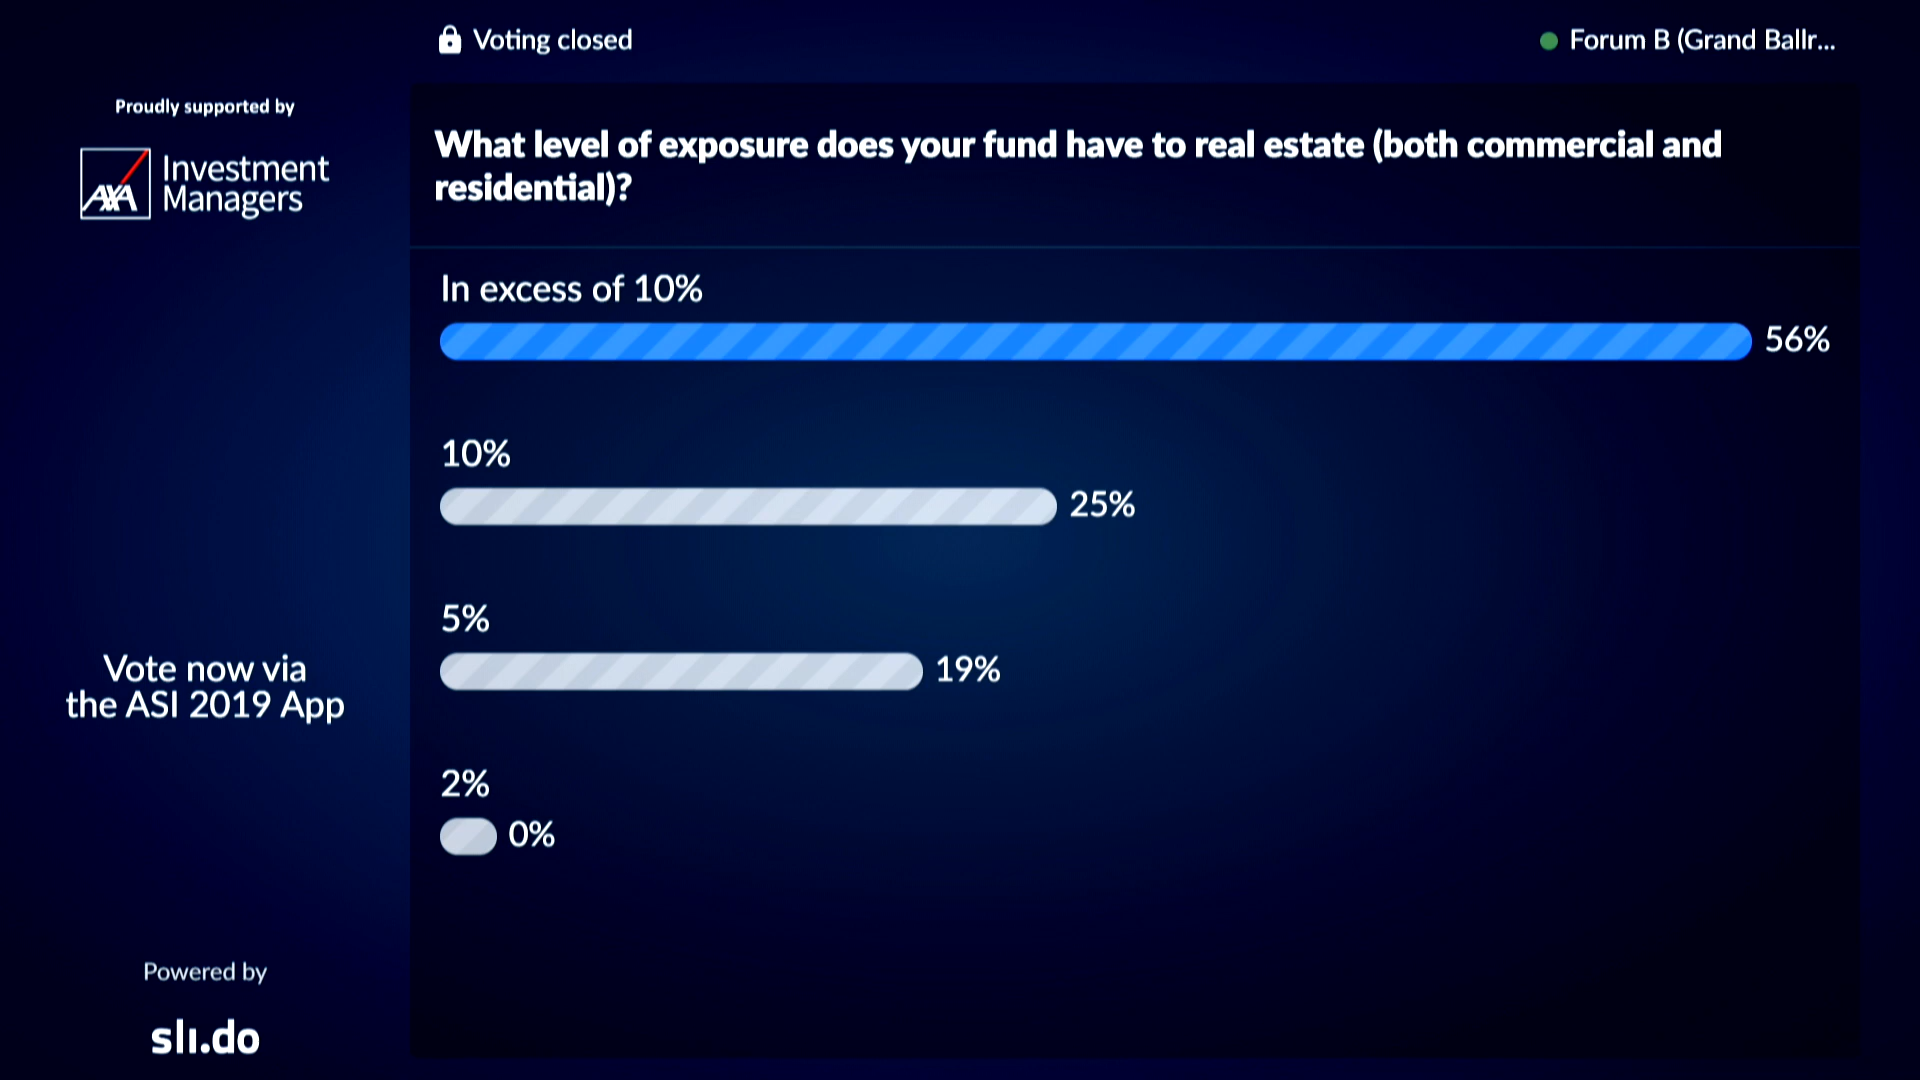 Voting closed
Forum B (Grand Ballr...
Proudly supported by
AXA
Investment
Managers
What level of exposure does your fund have to real estate (both commercial and
residential)?
In excess of 10%
56%
10%
25%
5%
19%
2%
0%
Vote now via
the ASI 2019 App
Powered by
slı.do